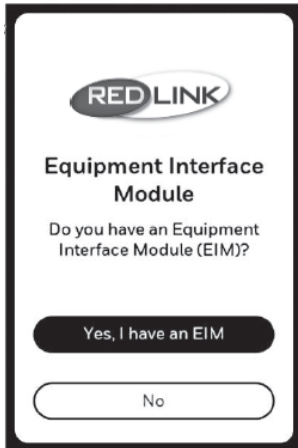 REDLINK
Equipment Interface
Module
Do you have an Equipment
Interface Module (EIM)?
Yes, I have an EIM
No